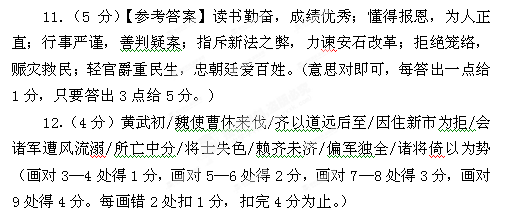 11.（5 分）【参考答案】读书勤奋，成绩优秀；懂得报恩，为人正
直；行事严谨，善判疑案；指斥新法之弊，力谏安石改革；拒绝笼络，
赈灾救民；轻官爵重民生，忠朝廷爱百姓。(意思对即可，每答出一点给
1 分，只要答出 3 点给 5 分。)
12.（4 分）黄武初/魏使曹休来伐/齐以道远后至/因住新市为拒/会
诸军遭风流溺/所亡中分/将士失色/赖齐未济/偏军独全/诸将倚以为势
（画对 3—4 处得 1 分，画对 5—6 处得 2 分，画对 7—8 处得 3 分，画对
9 处得 4 分。每画错 2 处扣 1 分，扣完 4 分为止。）